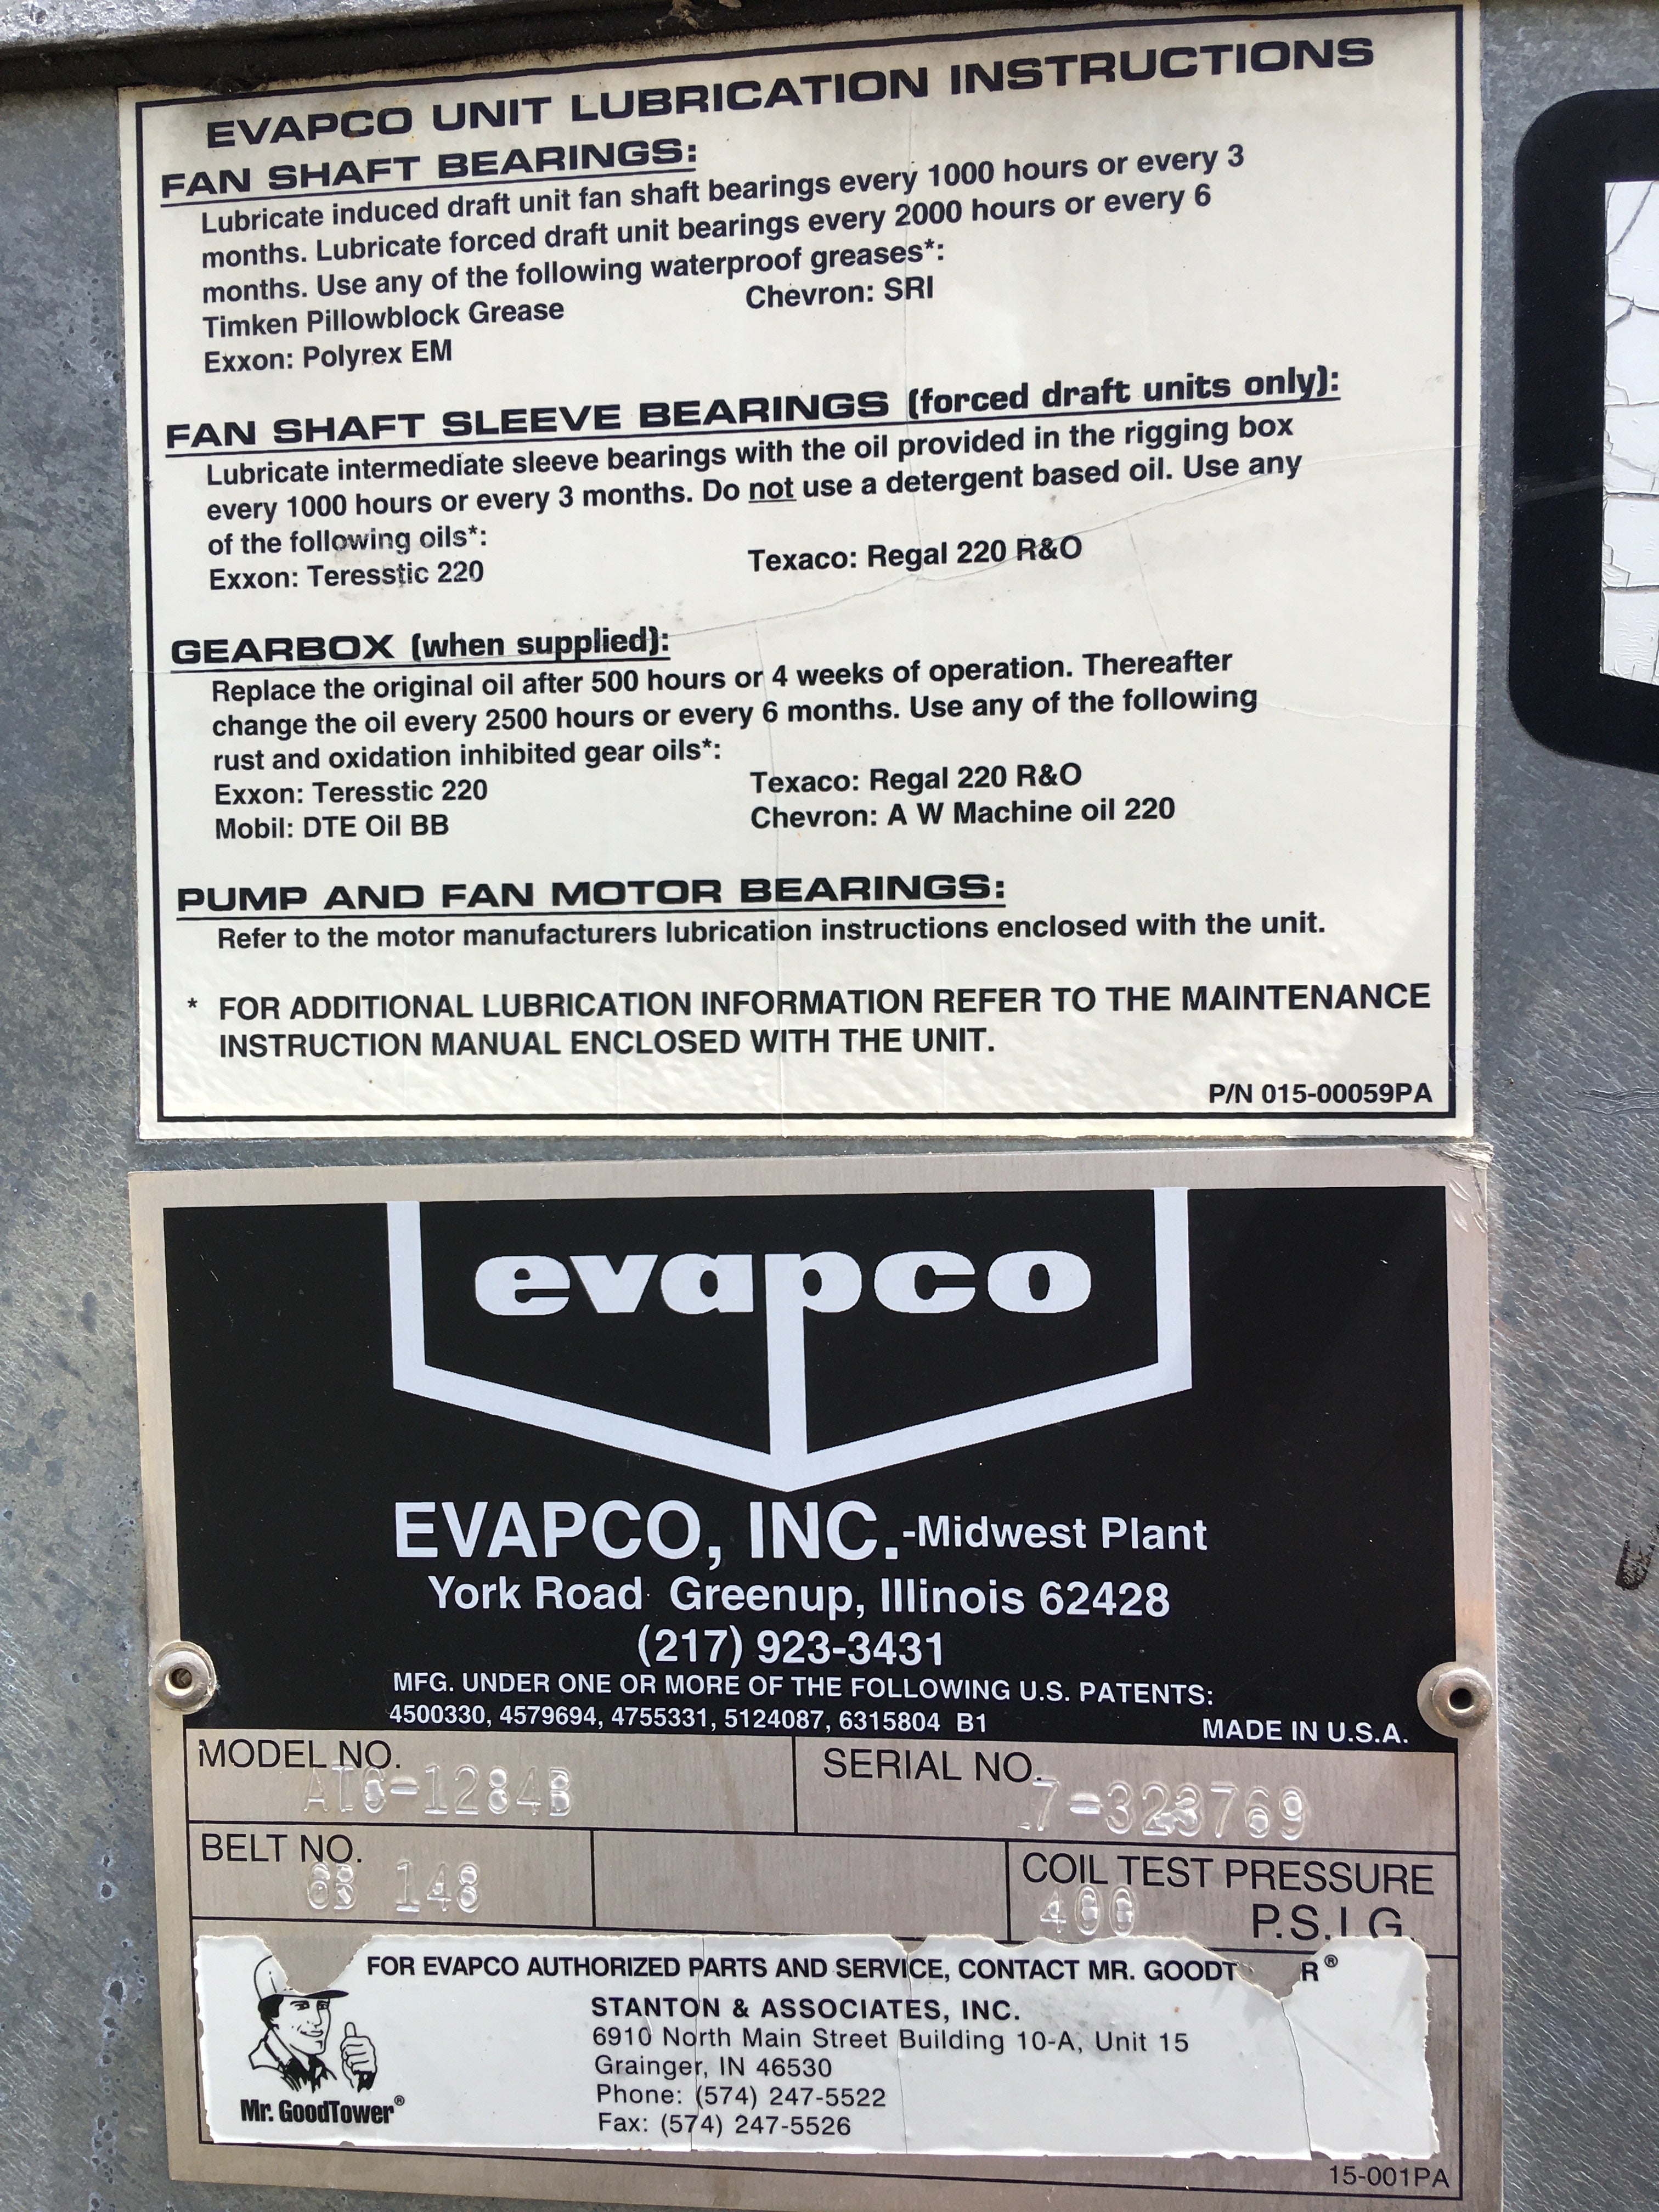 EVAPCO UNIT LUBRICATION INSTRUCTIONS
FAN SHAFT BEARINGS:
Lubricate induced draft unit fan shaft bearings every 1000 hours or every 3
months. Lubricate forced draft unit bearings every 2000 hours or every 6
months. Use any of the following waterproof greases*:
Timken Pillowblock Grease Chevron: SRI
Exxon: Polyrex EM
FAN SHAFT SLEEVE BEARINGS (forced draft units only):
Lubricate intermediate sleeve bearings with the oil provided in the rigging box
every 1000 hours or every 3 months. Do not use a detergent based oil. Use any
of the following oils*:
Exxon: Teresstic 220 Texaco: Regal 220 R&O
GEARBOX (when supplied):
Replace the original oil after 500 hours or 4 weeks of operation. Thereafter
change the oil every 2500 hours or every 6 months. Use any of the following
rust and oxidation inhibited gear oils*:
Exxon: Teresstic 220 Texaco: Regal 220 R&O
Mobil: DTE Oil BB Chevron: A W Machine oil 220
PUMP AND FAN MOTOR BEARINGS:
Refer to the motor manufacturers lubrication instructions enclosed with the unit.
* FOR ADDITIONAL LUBRICATION INFORMATION REFER TO THE MAINTENANCE
INSTRUCTION MANUAL ENCLOSED WITH THE UNIT.
P/N 015-00059PA
evapco
EVAPCO, INC.-Midwest Plant
York Road Greenup, Illinois 62428
(217) 923-3431
MFG. UNDER ONE OR MORE OF THE FOLLOWING U.S. PATENTS:
4500330, 4579694, 4755331, 5124087, 6315804 B1 MADE IN U.S.A.
MODEL NO. SERIAL NO.
-1284B 7-323769
BELT NO. COIL TEST PRESSURE
148 400 P.S.I.G.
FOR EVAPCO AUTHORIZED PARTS AND SERVICE, CONTACT MR.
STANTON & ASSOCIATES, INC.
6910 North Main Street Building 10-A, Unit 15
Grainger, IN 46530
Phone: (574) 247-5522
Fax: (574) 247-5526
Mr. GoodTower®
15-001PA